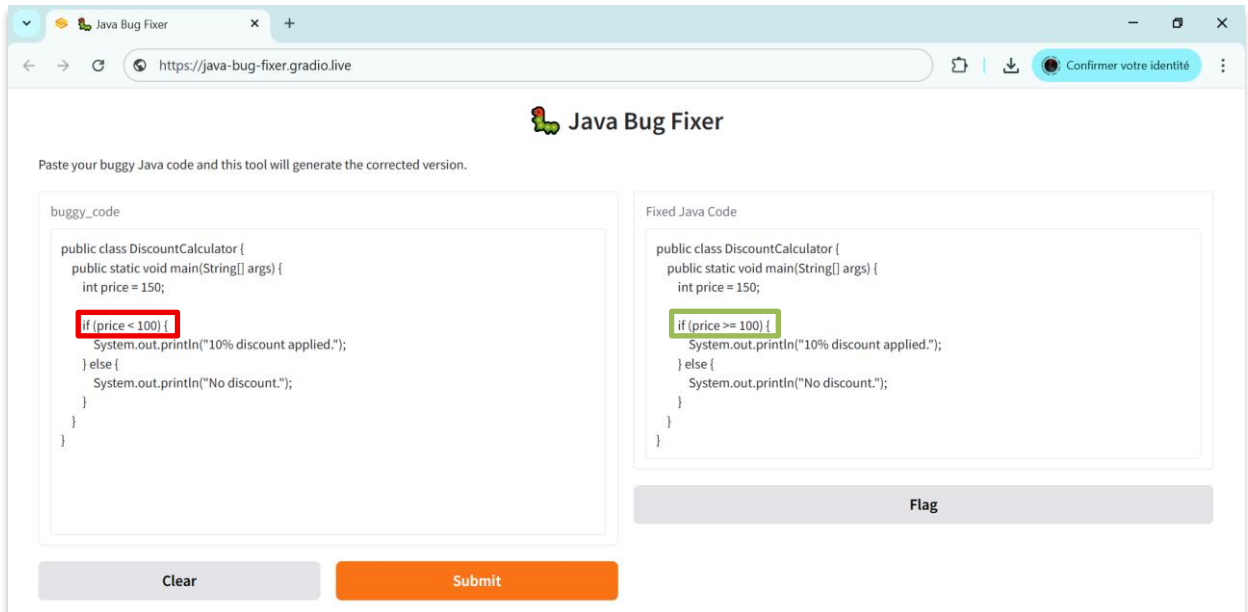 Java Bug Fixer
https://java-bug-fixer.gradio.live
Confirmer votre identité
Java Bug Fixer
Paste your buggy Java code and this tool will generate the corrected version.
buggy_code
public class DiscountCalculator {
public static void main(String[] args) {
int price = 150;
if (price < 100) {
System.out.println("10% discount applied.");
} else {
System.out.println("No discount.");
}
}
}
Clear
Submit
Fixed Java Code
public class DiscountCalculator {
public static void main(String[] args) {
int price = 150;
if (price >= 100) {
System.out.println("10% discount applied.");
} else {
System.out.println("No discount.");
}
}
}
Flag